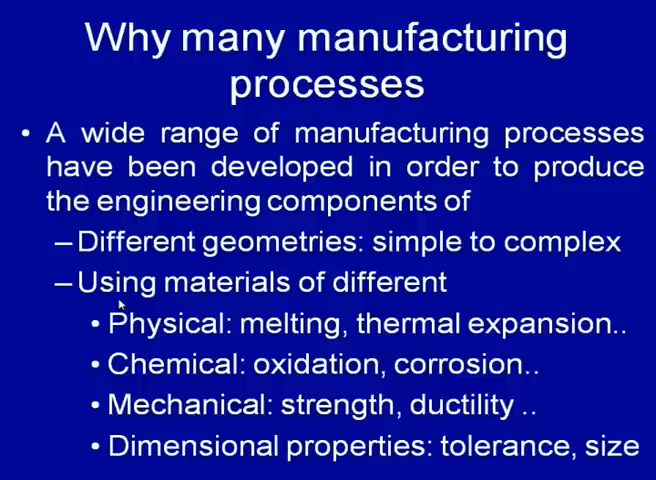 Why many manufacturing
processes
• A wide range of manufacturing processes
have been developed in order to produce
the engineering components of
– Different geometries: simple to complex
– Using materials of different
• Physical: melting, thermal expansion..
• Chemical: oxidation, corrosion..
• Mechanical: strength, ductility ..
• Dimensional properties: tolerance, size